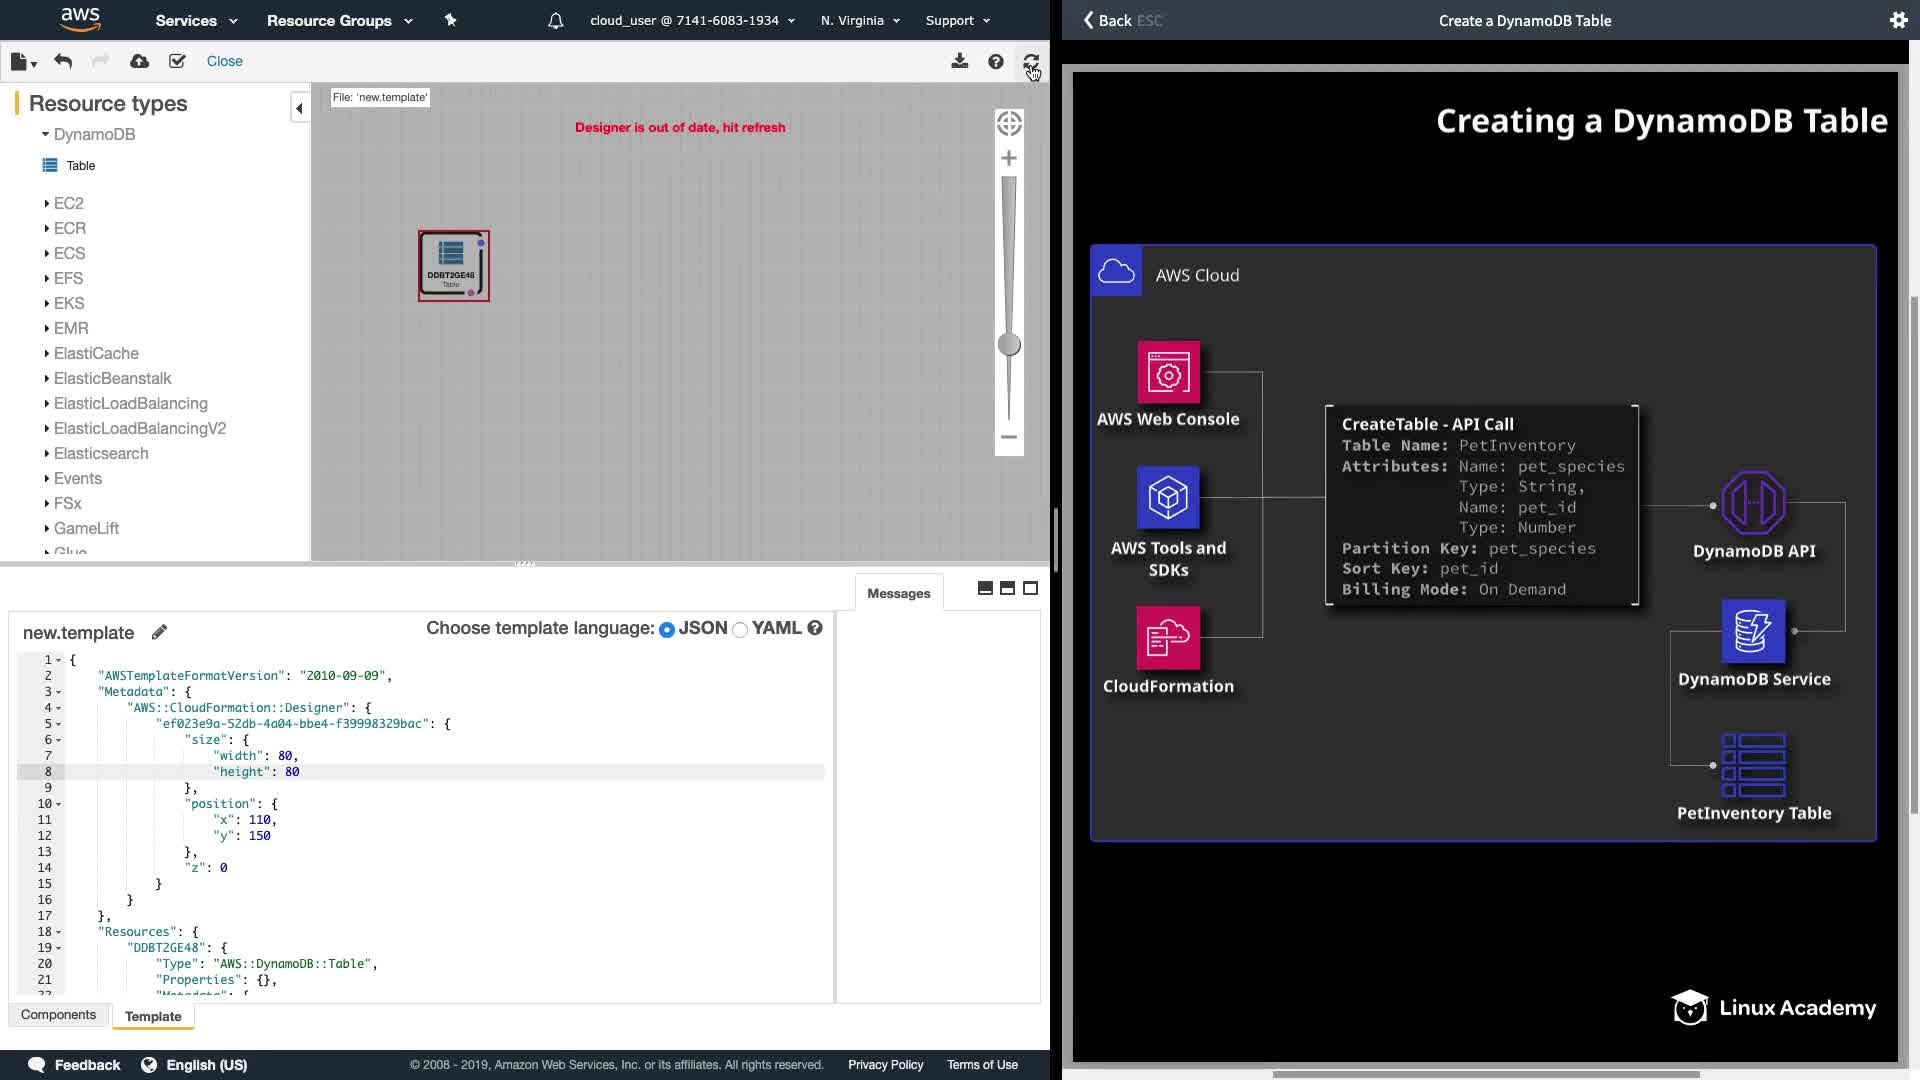 aws
Services
Resource Groups
cloud_user @ 7141-6083-1934
N. Virginia
Support
Close
Resource types
DynamoDB
Table
EC2
ECR
ECS
EFS
EKS
EMR
ElastiCache
ElasticBeanstalk
ElasticLoadBalancing
ElasticLoadBalancingV2
Elasticsearch
Events
FSx
GameLift
Glue
File: 'new.template'
Designer is out of date, hit refresh
DDBT2GE48
Table
Messages
new.template
Choose template language: JSON YAML
1 {
2 "AWSTemplateFormatVersion": "2010-09-09",
3 "Metadata": {
4 "AWS::CloudFormation::Designer": {
5 "ef023e9a-52db-4a04-bbe4-f39998329bac": {
6 "size": {
7 "width": 80,
8 "height": 80
9 },
10 "position": {
11 "x": 110,
12 "y": 150
13 },
14 "z": 0
15 }
16 }
17 },
18 "Resources": {
19 "DDBT2GE48": {
20 "Type": "AWS::DynamoDB::Table",
21 "Properties": {},
22 "Metadata": {
Components
Template
Feedback
English (US)
© 2008 - 2019, Amazon Web Services, Inc. or its affiliates. All rights reserved.
Privacy Policy
Terms of Use
Back ESC
Create a DynamoDB Table
Creating a DynamoDB Table
AWS Cloud
AWS Web Console
AWS Tools and
SDKs
CloudFormation
CreateTable - API Call
Table Name: PetInventory
Attributes: Name: pet_species
Type: String,
Name: pet_id
Type: Number
Partition Key: pet_species
Sort Key: pet_id
Billing Mode: On Demand
DynamoDB API
DynamoDB Service
PetInventory Table
Linux Academy